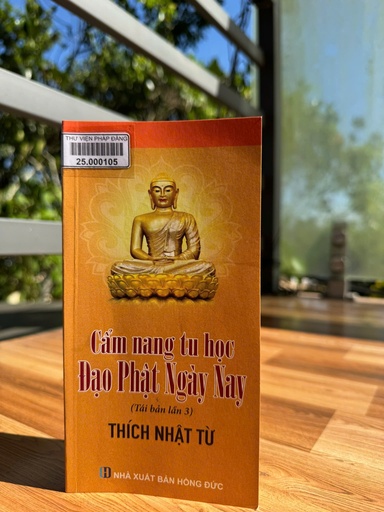 THƯ VIỆN PHÁP ĐĂNG
25.000105
Cẩm nang tu học
Đạo Phật Ngày Nay
(Tái bản lần 3)
THÍCH NHẬT TỪ
NHÀ XUẤT BẢN HỒNG ĐỨC